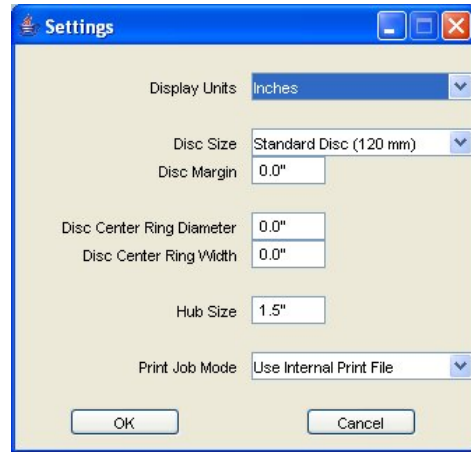 Settings
Display Units Inches
Disc Size Standard Disc (120 mm)
Disc Margin 0.0"
Disc Center Ring Diameter 0.0"
Disc Center Ring Width 0.0"
Hub Size 1.5"
Print Job Mode Use Internal Print File
OK Cancel